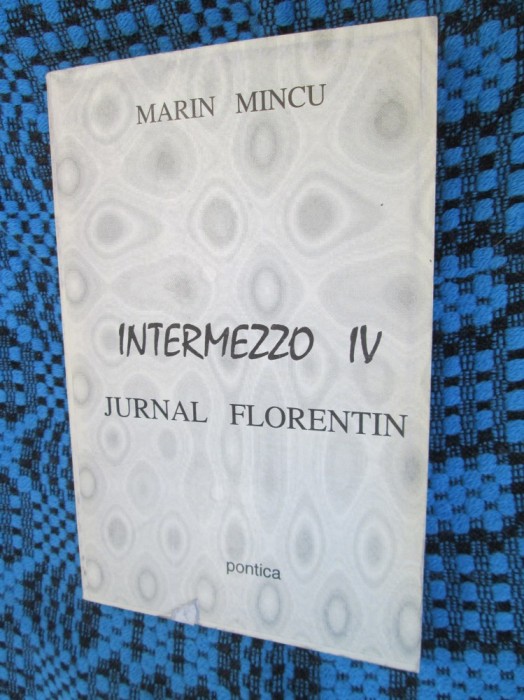 MARIN MINCU
INTERMEZZO IV
JURNAL FLORENTIN
pontica